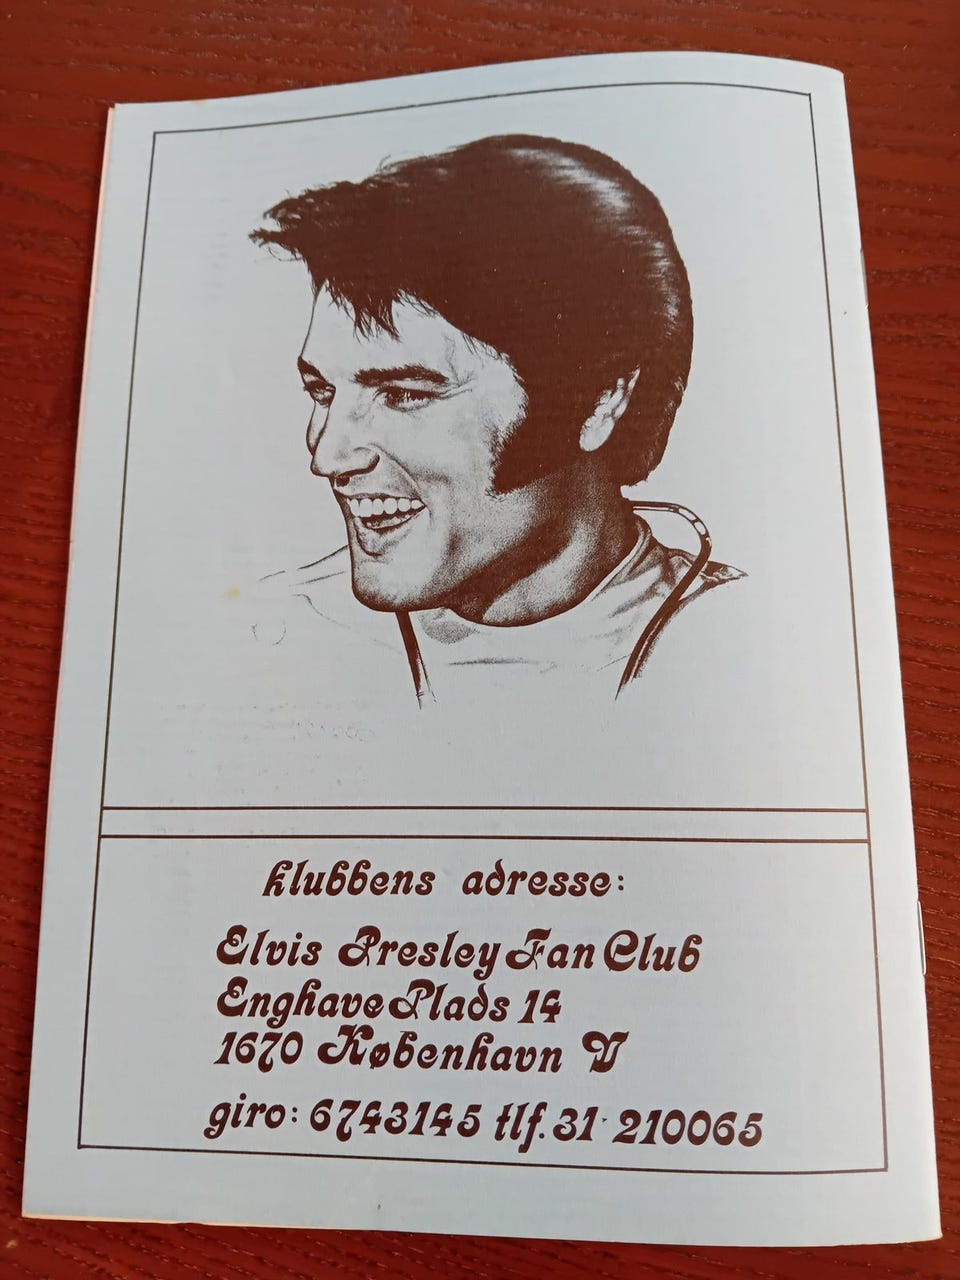 klubbens adresse:
Elvis Presley Fan Club
Enghave Plads 14
1670 København V
giro: 6743145 tlf. 31·210065